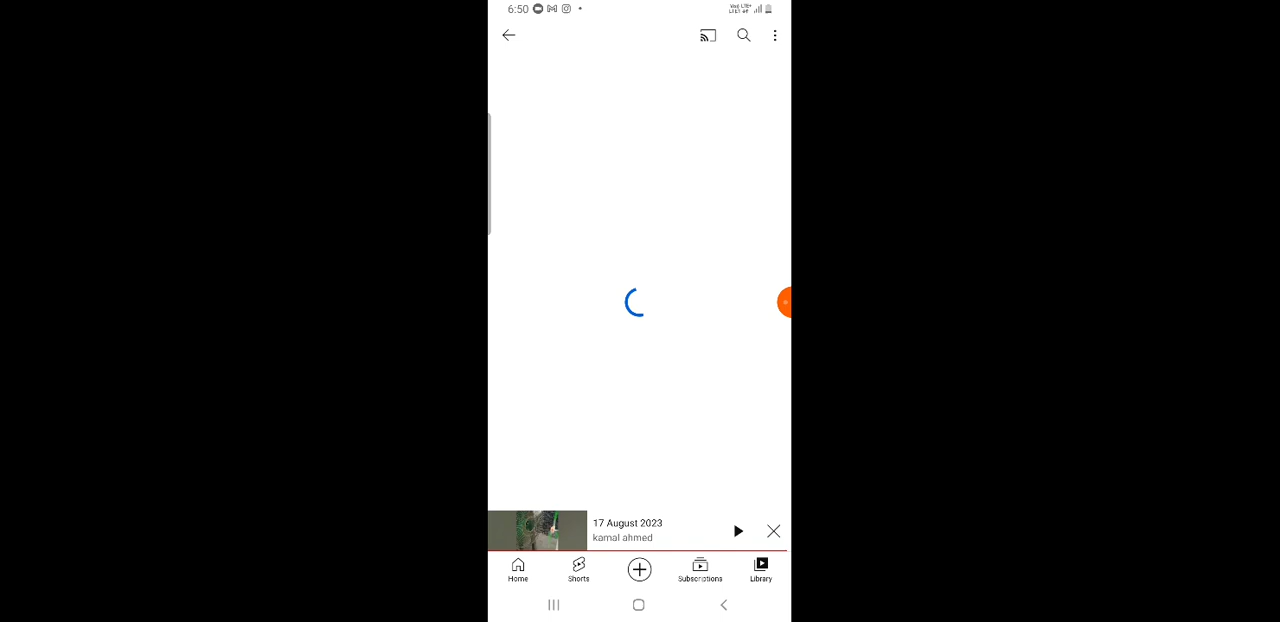 6:50
17 August 2023
kamal ahmed
Home
Shorts
Subscriptions
Library